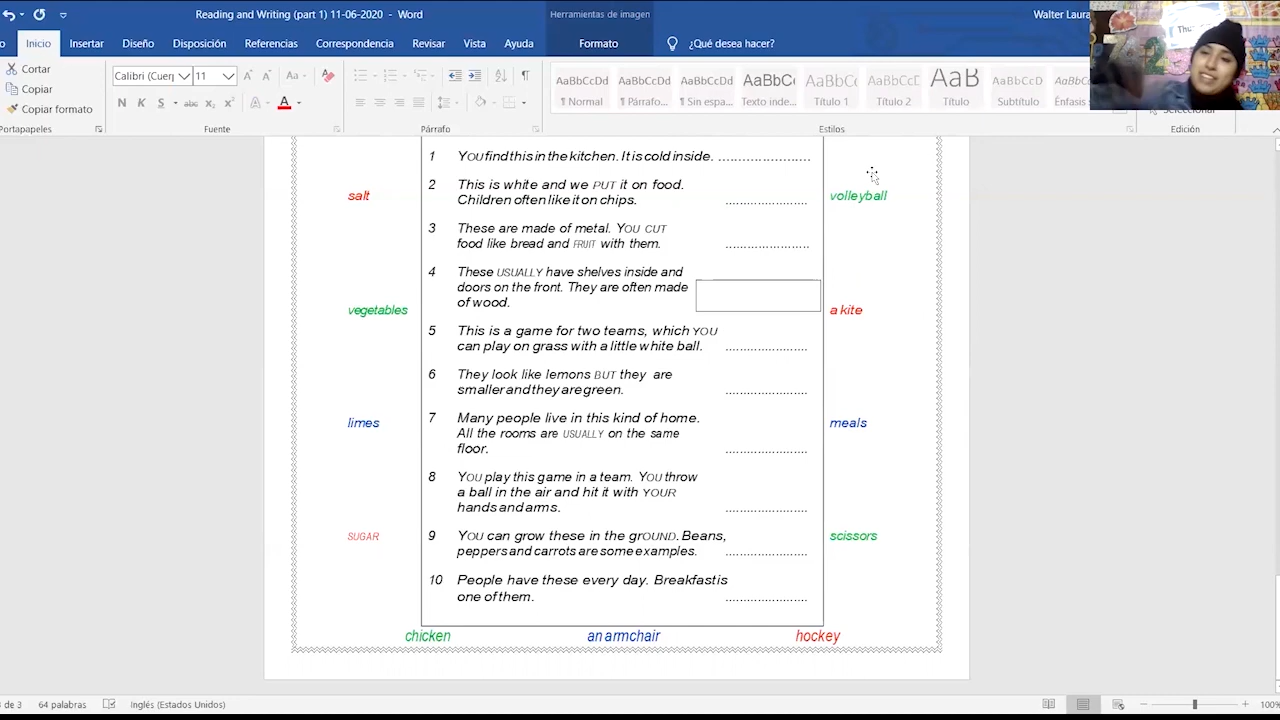 Reading and Writing (part 1) 11-06-2020 - Word
Herramientas de imagen
Walter Laura
Inicio Insertar Diseño Disposición Referencias Correspondencia Revisar Vista Ayuda Formato ¿Qué desea hacer?
Cortar
Copiar
Copiar formato
Calibri (Cuerp 11
N K S abc x₂ x² A A
AaBbCcDd AaBbCcDd AaBbCcDd AaBbC AaBbC AaBbCcD AaB AaBbCcD AaBbCcDd
¶ Normal ¶ Párrafo... ¶ Sin espa... Texto inde... Título 1 Título 2 Título Subtítulo Énfasis
Portapapeles Fuente Párrafo Estilos Edición
1 YOU find this in the kitchen. It is cold inside. ........................
2 This is white and we PUT it on food.
Children often like it on chips. .....................
salt
volleyball
3 These are made of metal. YOU CUT
food like bread and FRUIT with them. .....................
4 These USUALLY have shelves inside and
doors on the front. They are often made
of wood.
vegetables
a kite
5 This is a game for two teams, which YOU
can play on grass with a little white ball. .....................
6 They look like lemons BUT they are
smaller and they are green. .....................
7 Many people live in this kind of home.
All the rooms are USUALLY on the same
floor. .....................
limes
meals
8 YOU play this game in a team. YOU throw
a ball in the air and hit it with YOUR
hands and arms. .....................
9 YOU can grow these in the grOUND. Beans,
peppers and carrots are some examples. .....................
SUGAR
scissors
10 People have these every day. Breakfast is
one of them. .....................
chicken an armchair hockey
3 de 3 64 palabras Inglés (Estados Unidos) 100%